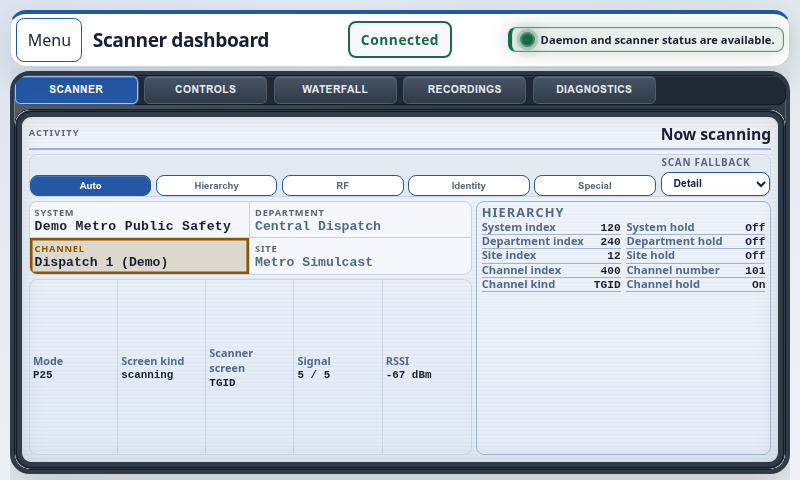 Menu
Scanner dashboard
Connected
Daemon and scanner status are available.
SCANNER
CONTROLS
WATERFALL
RECORDINGS
DIAGNOSTICS
ACTIVITY
Now scanning
SCAN FALLBACK
Auto
Hierarchy
RF
Identity
Special
Detail
SYSTEM
Demo Metro Public Safety
DEPARTMENT
Central Dispatch
CHANNEL
Dispatch 1 (Demo)
SITE
Metro Simulcast
HIERARCHY
System index 120 System hold Off
Department index 240 Department hold Off
Site index 12 Site hold Off
Channel index 400 Channel number 101
Channel kind TGID Channel hold On
Mode
P25
Screen kind
scanning
Scanner
screen
TGID
Signal
5 / 5
RSSI
-67 dBm